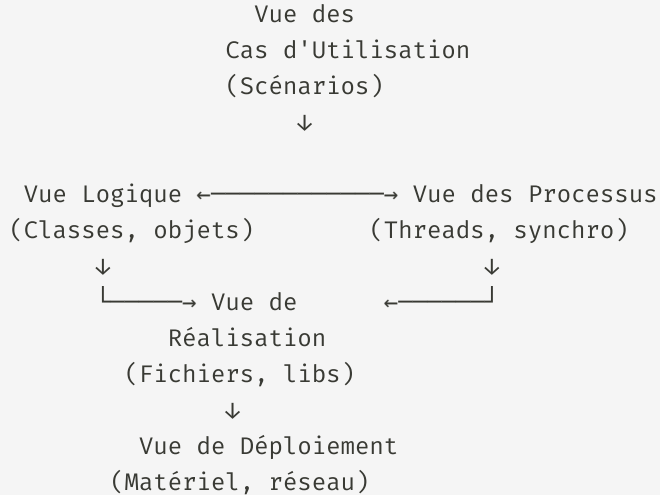 Vue des
Cas d'Utilisation
(Scénarios)
↓
Vue Logique ←────────────→ Vue des Processus
(Classes, objets) (Threads, synchro)
↓ ↓
└─────→ Vue de ←──────┘
Réalisation
(Fichiers, libs)
↓
Vue de Déploiement
(Matériel, réseau)